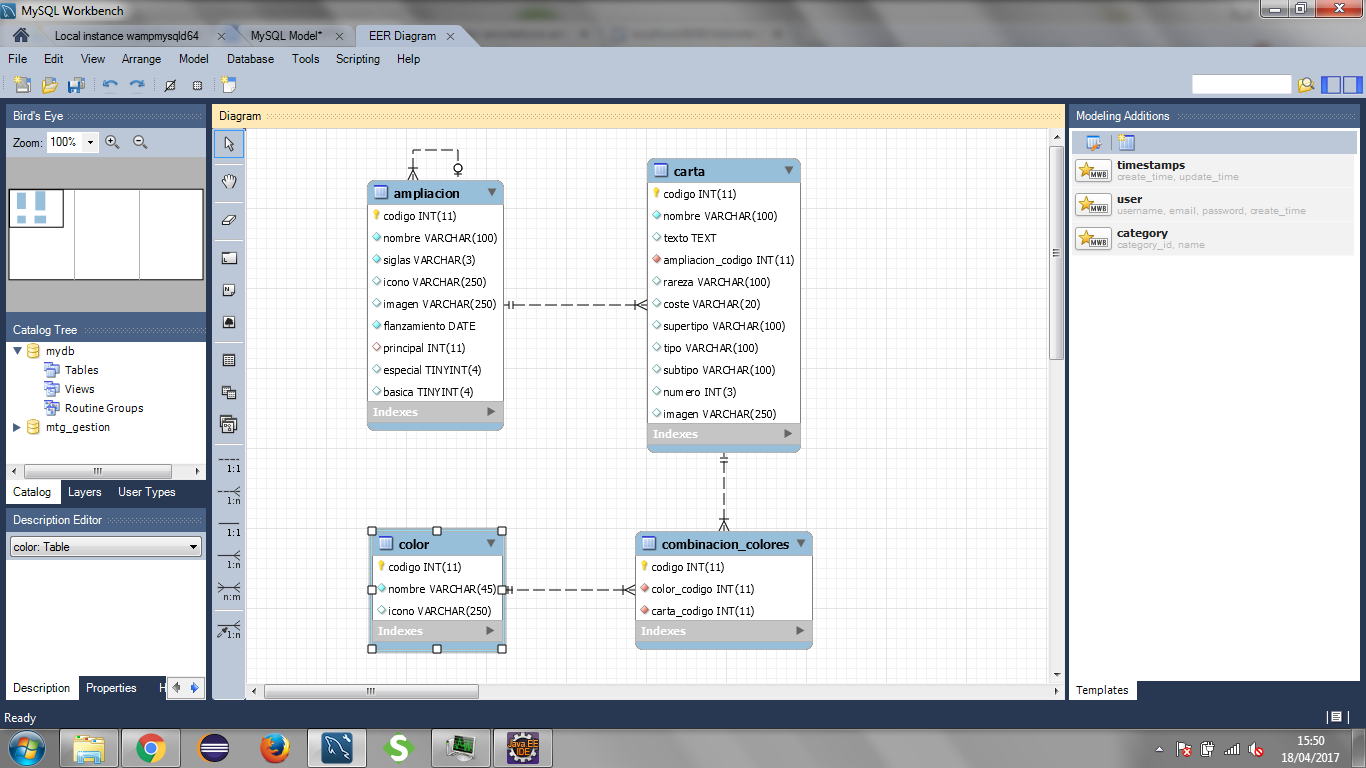 MySQL Workbench
Local instance wampmysqld64
MySQL Model*
EER Diagram
File Edit View Arrange Model Database Tools Scripting Help
Bird's Eye
Zoom: 100%
Catalog Tree
mydb
Tables
Views
Routine Groups
mtg_gestion
Catalog Layers User Types
Description Editor
color: Table
Description Properties H
Ready
Diagram
1:1
1:n
1:1
1:n
n:m
1:n
ampliacion
codigo INT(11)
nombre VARCHAR(100)
siglas VARCHAR(3)
icono VARCHAR(250)
imagen VARCHAR(250)
flanzamiento DATE
principal INT(11)
especial TINYINT(4)
basica TINYINT(4)
Indexes
carta
codigo INT(11)
nombre VARCHAR(100)
texto TEXT
ampliacion_codigo INT(11)
rareza VARCHAR(100)
coste VARCHAR(20)
supertipo VARCHAR(100)
tipo VARCHAR(100)
subtipo VARCHAR(100)
numero INT(3)
imagen VARCHAR(250)
Indexes
color
codigo INT(11)
nombre VARCHAR(45)
icono VARCHAR(250)
Indexes
combinacion_colores
codigo INT(11)
color_codigo INT(11)
carta_codigo INT(11)
Indexes
Modeling Additions
MWB
timestamps
create_time, update_time
MWB
user
username, email, password, create_time
MWB
category
category_id, name
Templates
Java EE
IDE
15:50
18/04/2017